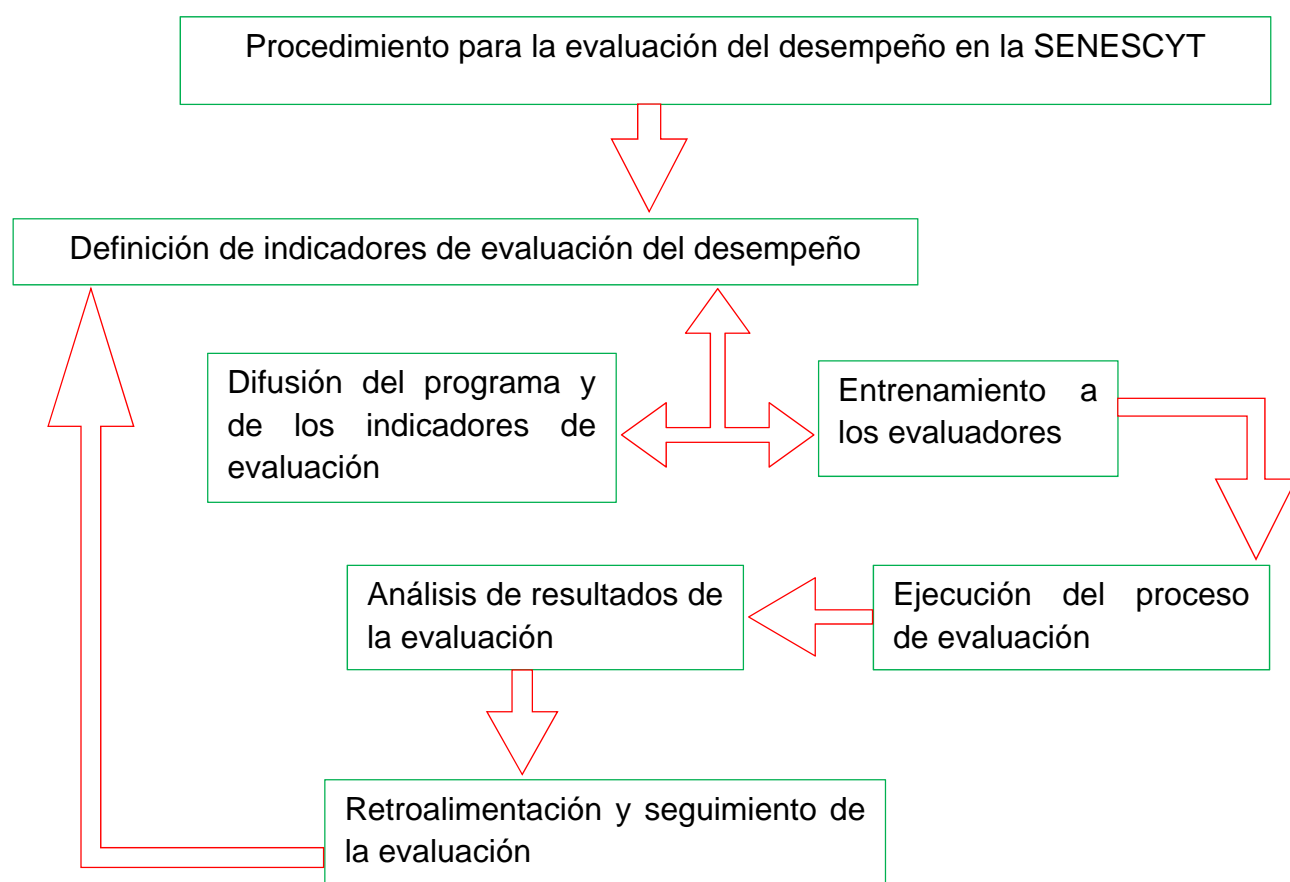 Procedimiento para la evaluación del desempeño en la SENESCYT
Definición de indicadores de evaluación del desempeño
Difusión del programa y
de los indicadores de
evaluación
Entrenamiento a
los evaluadores
Análisis de resultados de
la evaluación
Ejecución del proceso
de evaluación
Retroalimentación y seguimiento de
la evaluación